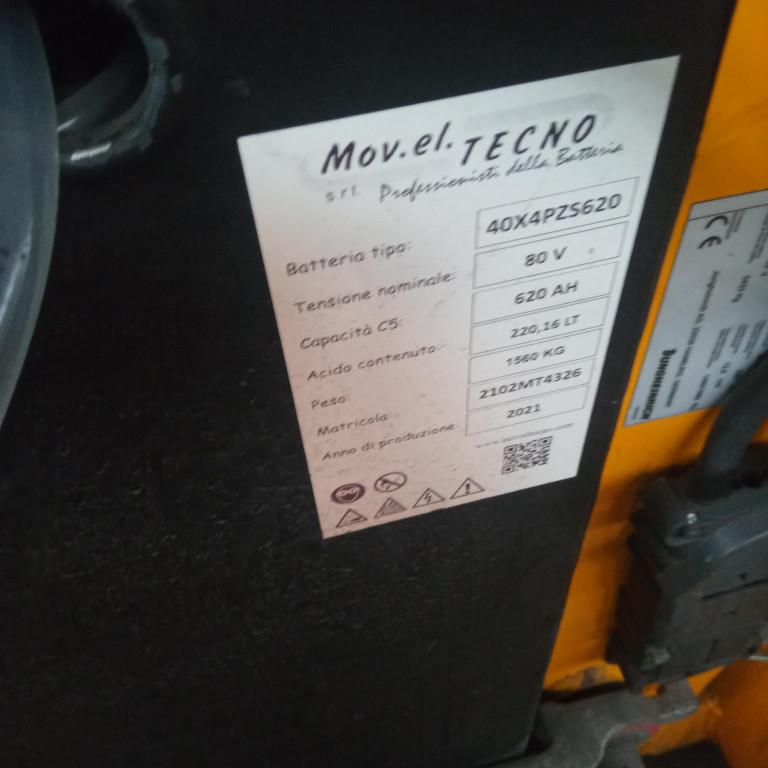 Mov.el. TECNO
s r l. Professionisti della Batteria
Batteria tipo: 40X4PZS620
Tensione nominale: 80 V
Capacità C5: 620 AH
Acido contenuto: 220,16 LT
Peso: 1560 KG
Matricola: 2102MT4326
Anno di produzione: 2021
CE
JUNGHEINRICH